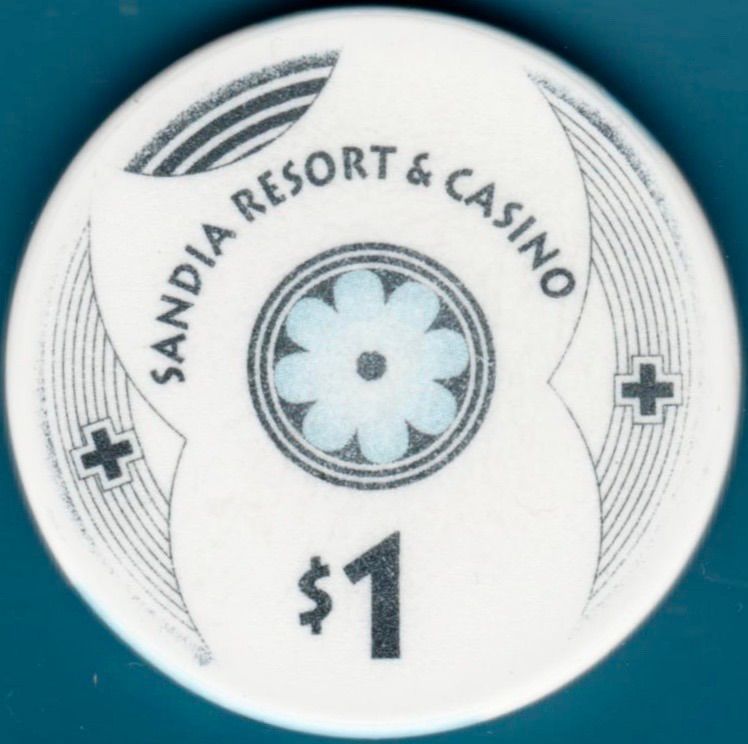 SANDIA RESORT & CASINO
$1